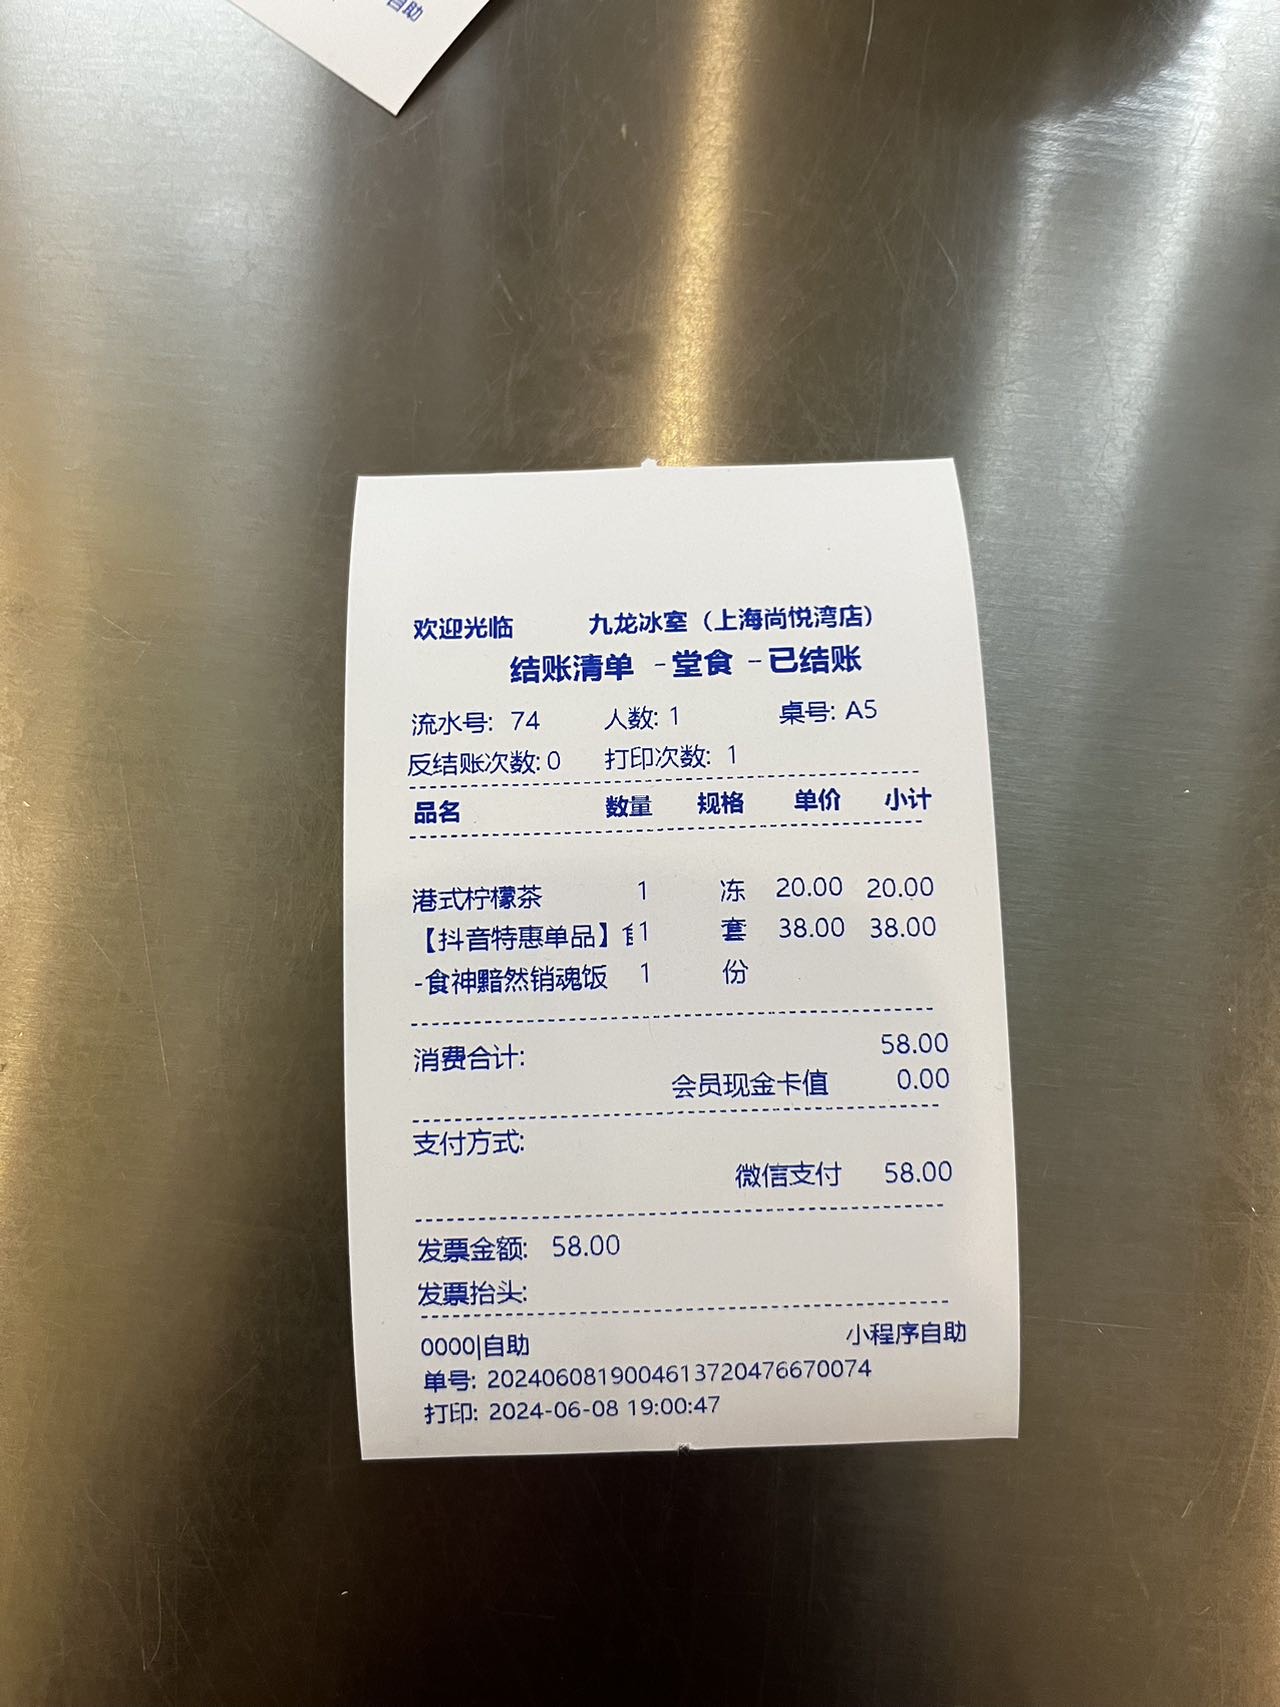 自助
欢迎光临 九龙冰室（上海尚悦湾店）
结账清单 -堂食 -已结账
流水号: 74 人数: 1 桌号: A5
反结账次数: 0 打印次数: 1
品名 数量 规格 单价 小计
港式柠檬茶 1 冻 20.00 20.00
【抖音特惠单品】 1 套 38.00 38.00
-食神黯然销魂饭 1 份
消费合计: 58.00
会员现金卡值 0.00
支付方式:
微信支付 58.00
发票金额: 58.00
发票抬头:
0000|自助 小程序自助
单号: 2024060819004613720476670074
打印: 2024-06-08 19:00:47